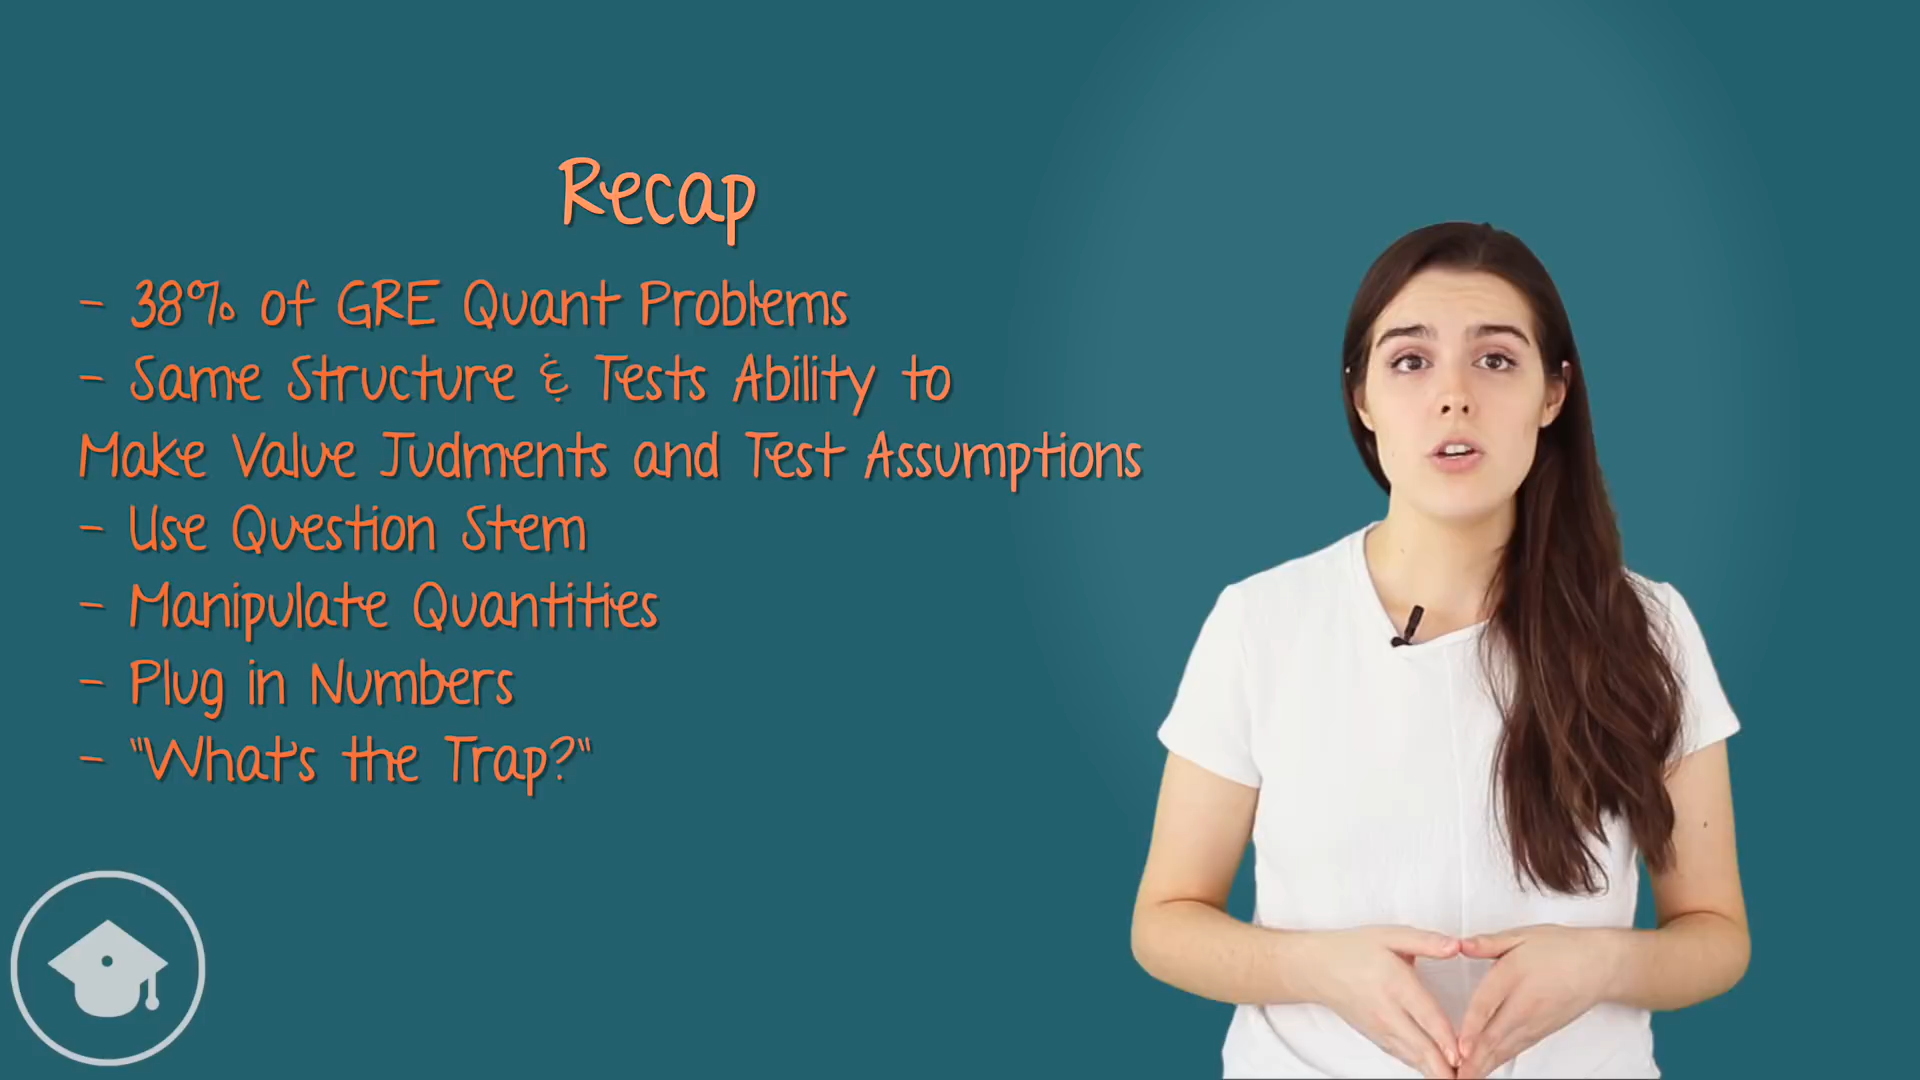 Recap
- 38% of GRE Quant Problems
- Same Structure & Tests Ability to
Make Value Judments and Test Assumptions
- Use Question Stem
- Manipulate Quantities
- Plug in Numbers
- "What's the Trap?"